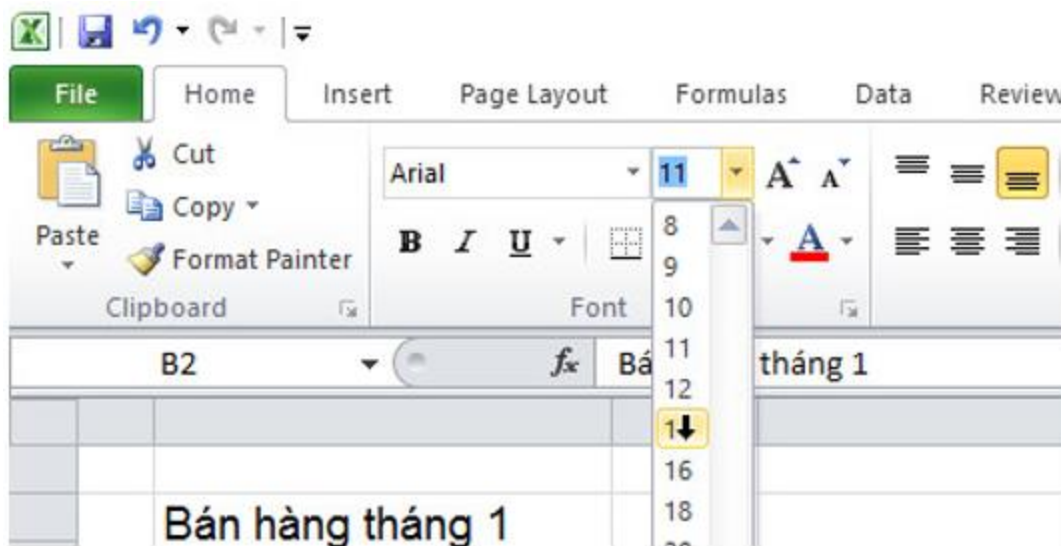 File Home Insert Page Layout Formulas Data Review
Cut
Arial 11 A A
Copy
Paste
B I U A
8
9
Format Painter
Clipboard Font 10
11
B2 fx Bá tháng 1
12
16
18
Bán hàng tháng 1